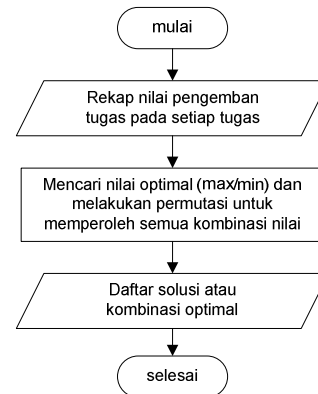 mulai
Rekap nilai pengemban
tugas pada setiap tugas
Mencari nilai optimal (max/min) dan
melakukan permutasi untuk
memperoleh semua kombinasi nilai
Daftar solusi atau
kombinasi optimal
selesai